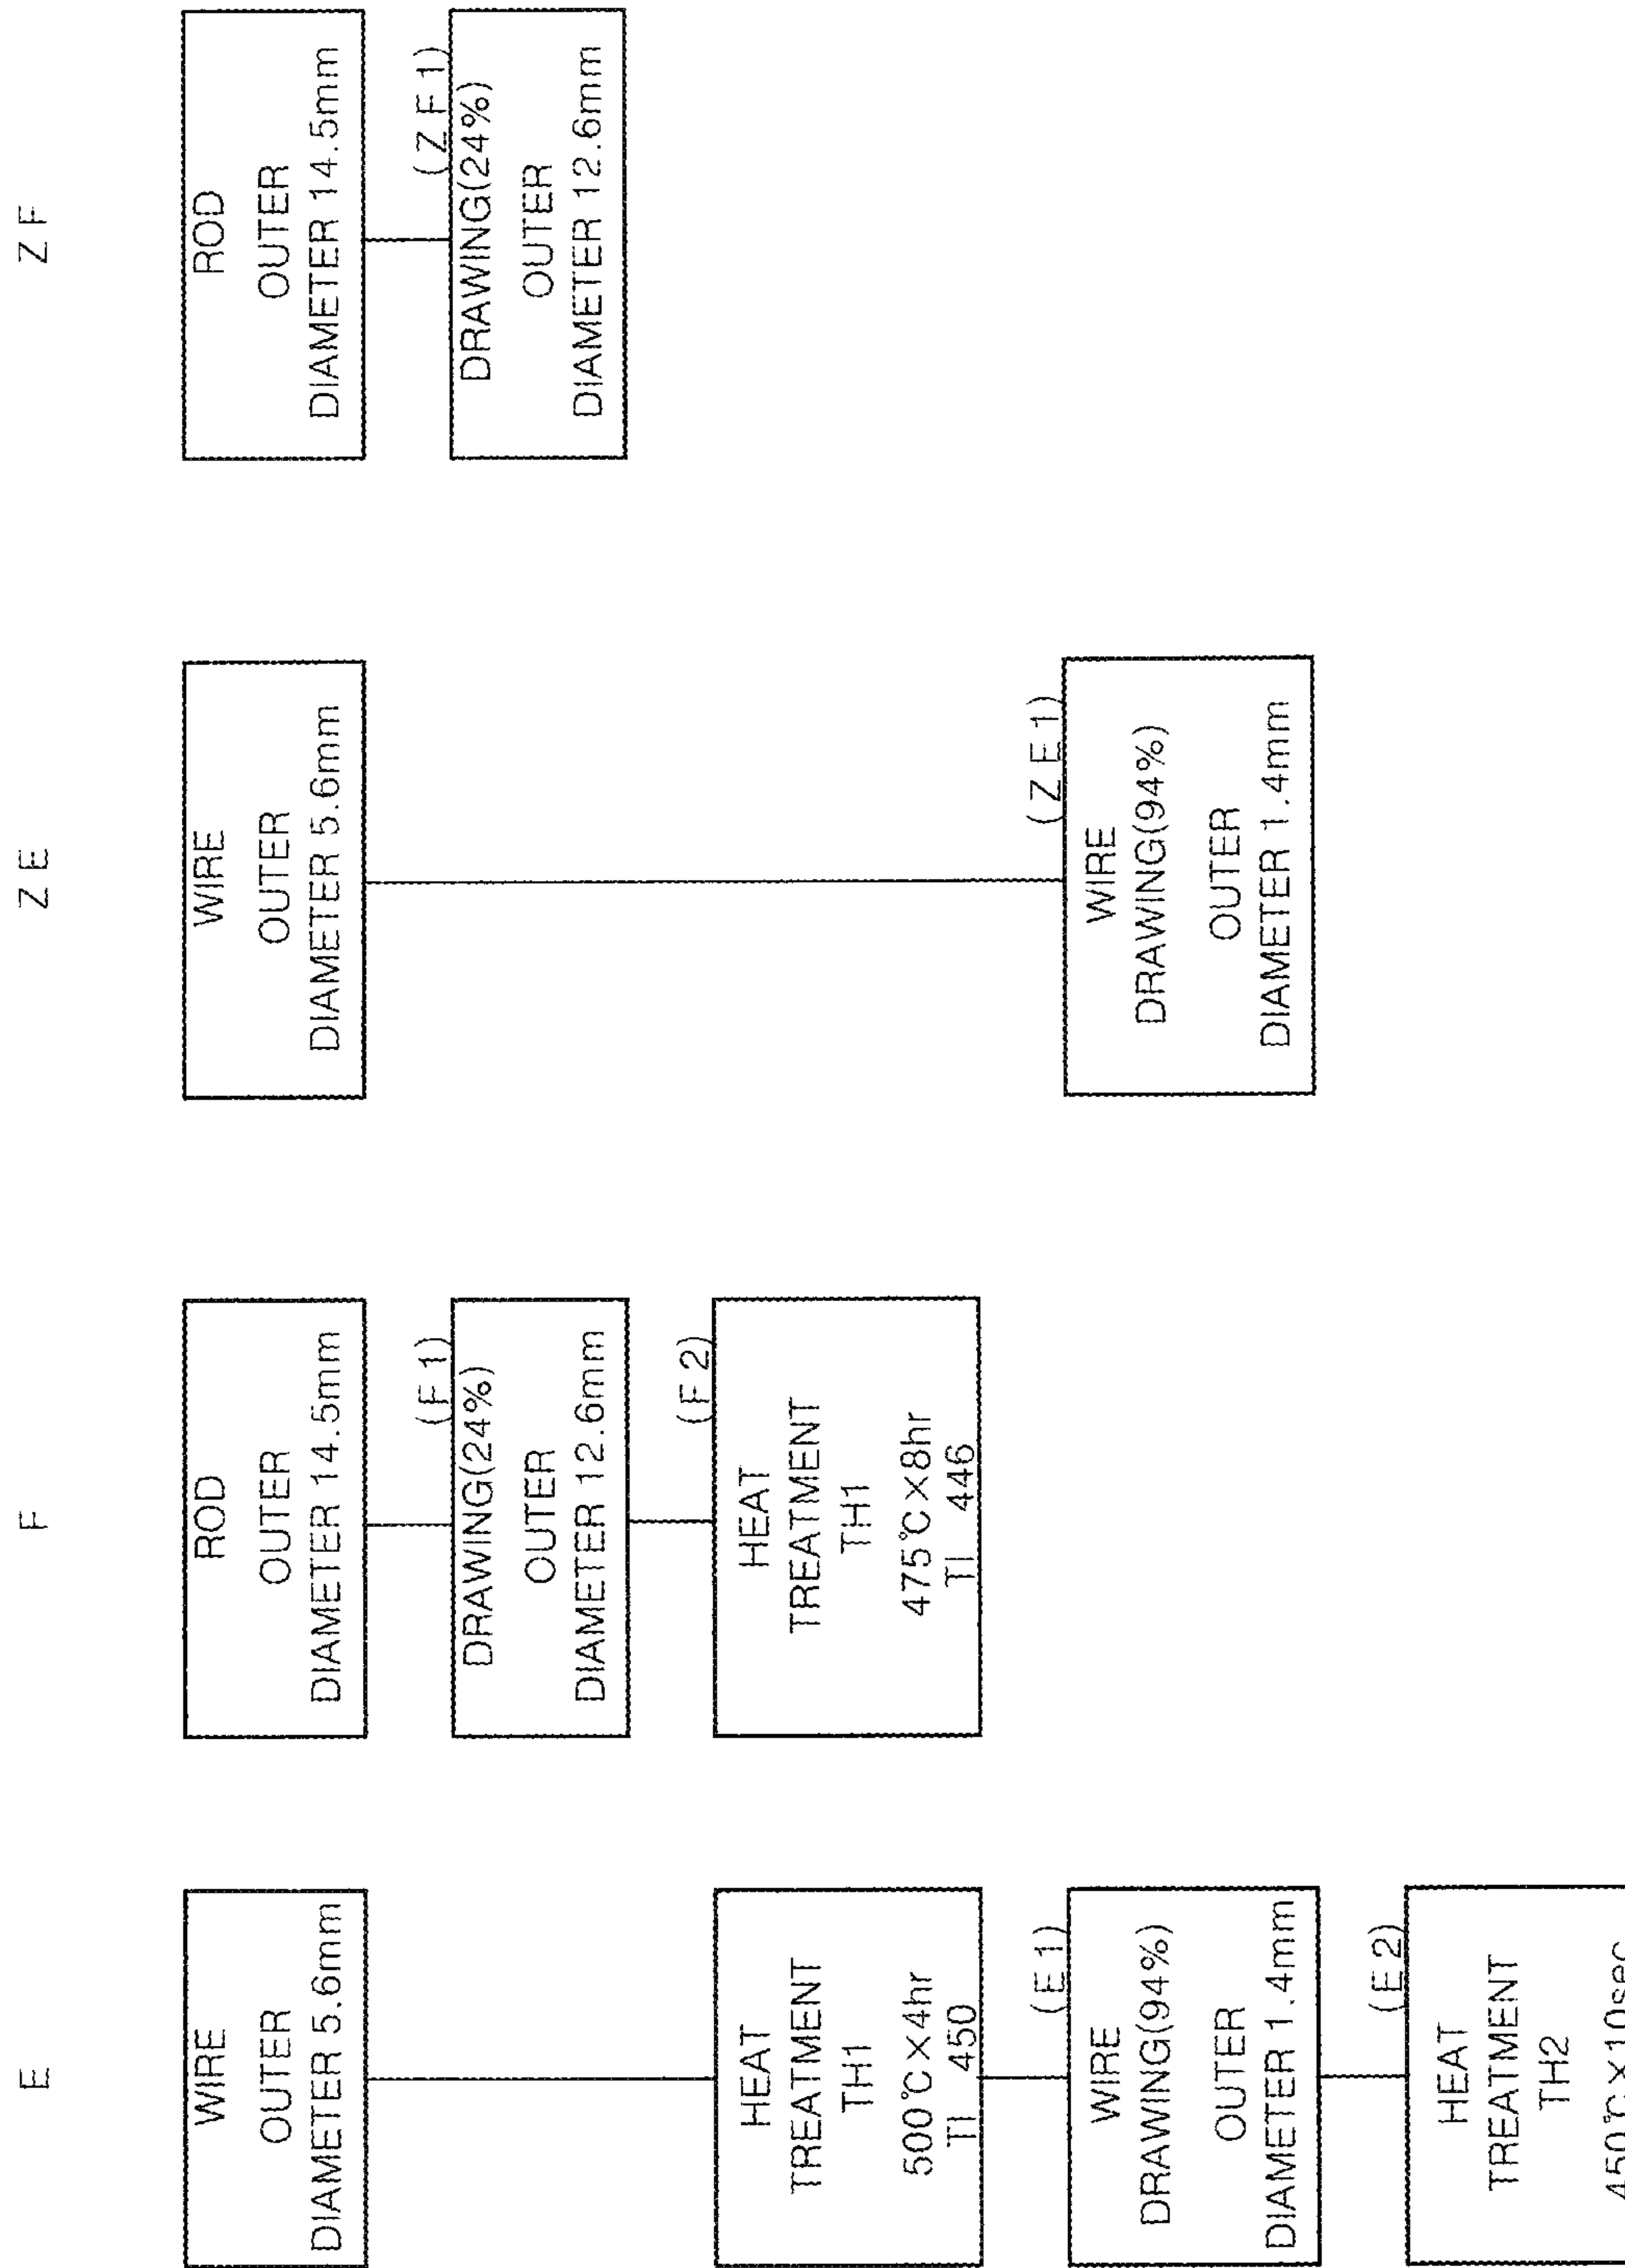 E
WIRE
OUTER
DIAMETER 5.6mm
HEAT
TREATMENT
TH1
500℃×4hr
TI 450
(E1)
WIRE
DRAWING(94%)
OUTER
DIAMETER 1.4mm
(E2)
HEAT
TREATMENT
TH2
450℃×10sec
F
ROD
OUTER
DIAMETER 14.5mm
(F1)
DRAWING(24%)
OUTER
DIAMETER 12.6mm
(F2)
HEAT
TREATMENT
TH1
475℃×8hr
TI 446
ZE
WIRE
OUTER
DIAMETER 5.6mm
(ZE1)
WIRE
DRAWING(94%)
OUTER
DIAMETER 1.4mm
ZF
ROD
OUTER
DIAMETER 14.5mm
(ZF1)
DRAWING(24%)
OUTER
DIAMETER 12.6mm